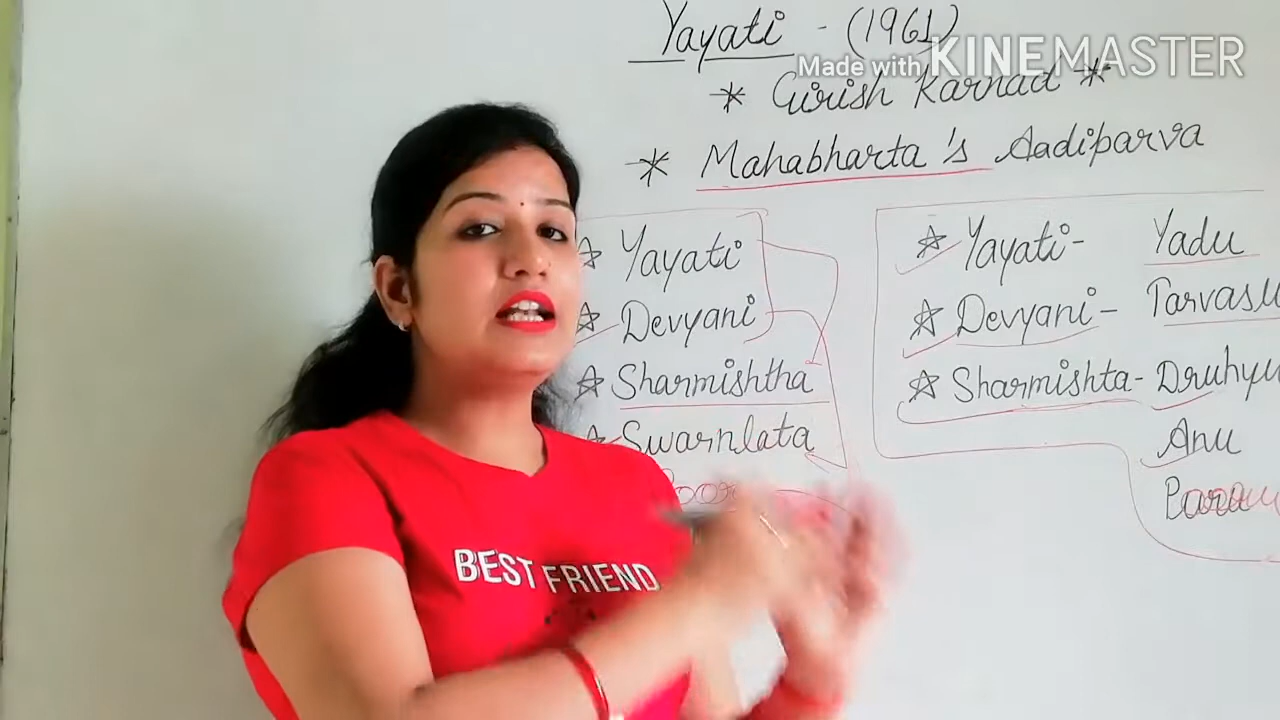 Yayati - (1961)
Made with KINEMASTER
* Girish Karnad *
* Mahabharta's Aadiparva
☆ Yayati
☆ Devyani
☆ Sharmishtha
☆ Swarnlata
☆ Yayati- Yadu
☆ Devyani- Tarvasu
☆ Sharmishta- Druhyu
Anu
BEST FRIEND